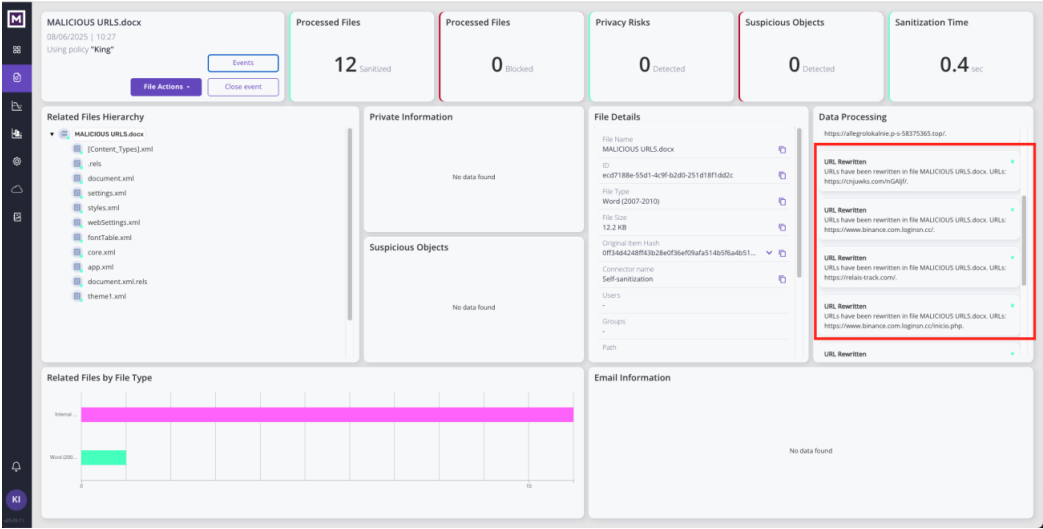 M
MALICIOUS URLS.docx
08/06/2025 | 10:27
Using policy "King"
Events
File Actions
Close event
Processed Files
12 Sanitized
Processed Files
0 Blocked
Privacy Risks
0 Detected
Suspicious Objects
0 Detected
Sanitization Time
0.4 sec
Related Files Hierarchy
MALICIOUS URLS.docx
[Content_Types].xml
.rels
document.xml
settings.xml
styles.xml
webSettings.xml
fontTable.xml
core.xml
app.xml
document.xml.rels
theme1.xml
Private Information
No data found
Suspicious Objects
No data found
File Details
File Name
MALICIOUS URLS.docx
ID
ecd7188e-55d1-4c9f-b2d0-251d18f1dd2c
File Type
Word (2007-2010)
File Size
12.2 KB
Original Item Hash
0ff34d4248ff43b28e0f36ef09afa514b5f6a4b51...
Connector name
Self-sanitization
Users
-
Groups
-
Path
Data Processing
https://allegrolokalnie.p-s-58375365.top/.
URL Rewritten
URLs have been rewritten in file MALICIOUS URLS.docx. URLs:
https://cnjuwks.com/nGAljf/.
URL Rewritten
URLs have been rewritten in file MALICIOUS URLS.docx. URLs:
https://www.binance.com.loginsn.cc/.
URL Rewritten
URLs have been rewritten in file MALICIOUS URLS.docx. URLs:
https://relais-track.com/.
URL Rewritten
URLs have been rewritten in file MALICIOUS URLS.docx. URLs:
https://www.binance.com.loginsn.cc/inicio.php.
URL Rewritten
Related Files by File Type
Internal ...
Word (200...
0
10
Email Information
No data found
KI